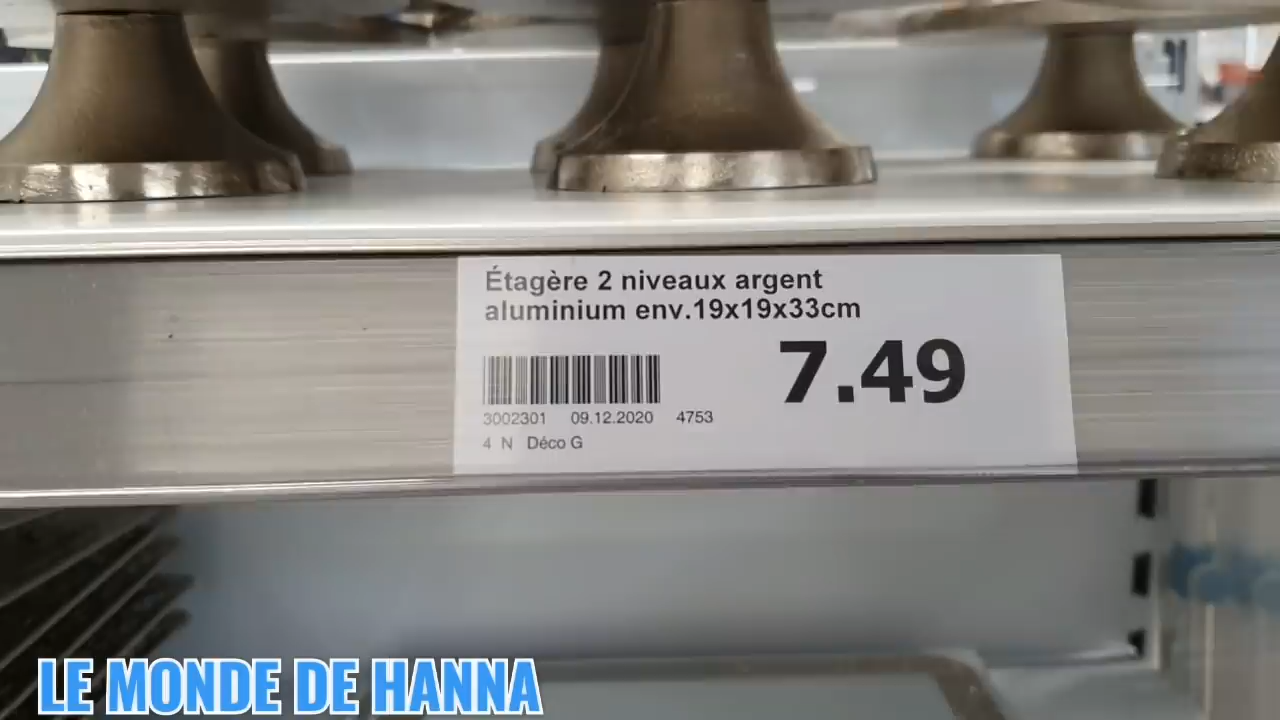 Étagère 2 niveaux argent
aluminium env.19x19x33cm
7.49
3002301 09.12.2020 4753
4 N Déco G
LE MONDE DE HANNA